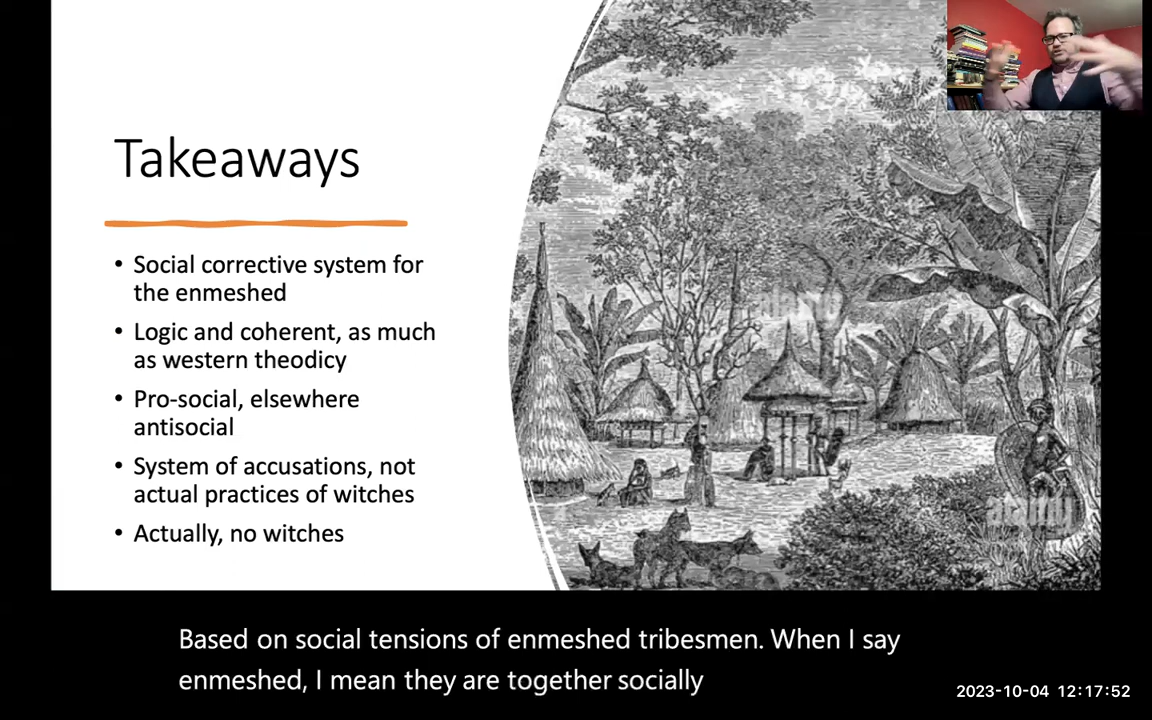 Takeaways
• Social corrective system for
the enmeshed
• Logic and coherent, as much
as western theodicy
• Pro-social, elsewhere
antisocial
• System of accusations, not
actual practices of witches
• Actually, no witches
alamy
alamy
Based on social tensions of enmeshed tribesmen. When I say
enmeshed, I mean they are together socially
2023-10-04 12:17:52